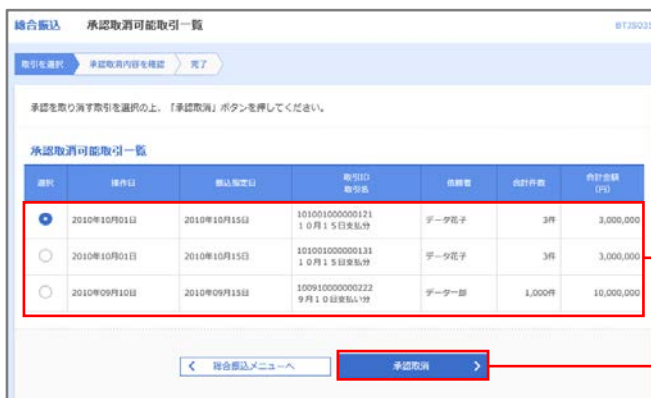 総合振込 承認取消可能取引一覧 BTJS035
取引を選択 承認取消内容を確認 完了
承認を取り消す取引を選択の上、「承認取消」ボタンを押してください。
承認取消可能取引一覧
選択 操作日 振込指定日 取引ID 依頼者 合計件数 合計金額
取引名 (円)
2010年10月01日 2010年10月15日 101001000000121 データ花子 3件 3,000,000
10月15日支払分
2010年10月01日 2010年10月15日 101001000000131 データ花子 3件 3,000,000
10月15日支払分
2010年09月10日 2010年09月15日 100910000000222 データ一郎 1,000件 10,000,000
9月10日支払い分
総合振込メニューへ 承認取消